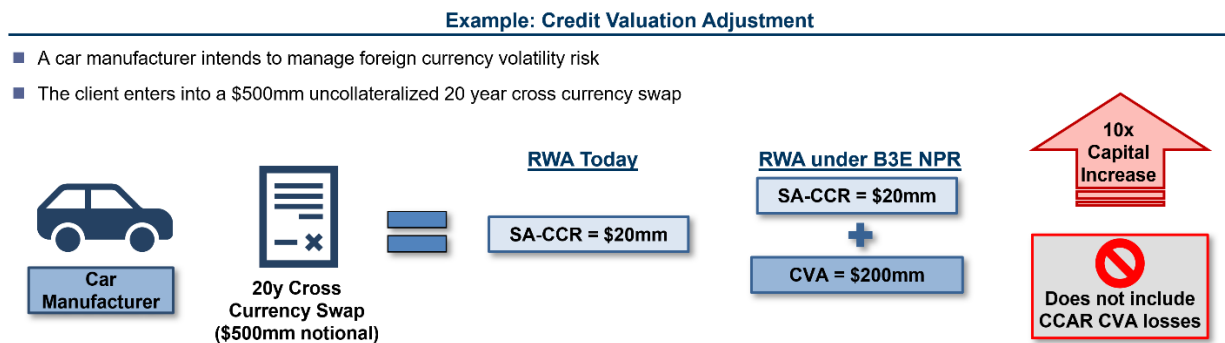 Example: Credit Valuation Adjustment
A car manufacturer intends to manage foreign currency volatility risk
The client enters into a $500mm uncollateralized 20 year cross currency swap
Car
Manufacturer
20y Cross
Currency Swap
($500mm notional)
RWA Today
SA-CCR = $20mm
RWA under B3E NPR
SA-CCR = $20mm
CVA = $200mm
10x
Capital
Increase
Does not include
CCAR CVA losses